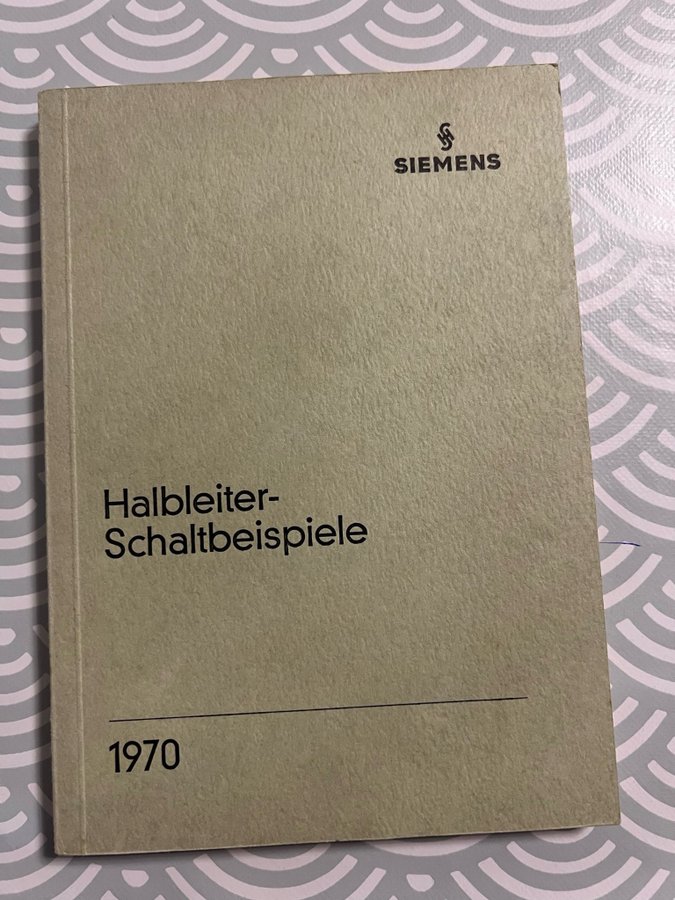 SIEMENS
Halbleiter-
Schaltbeispiele
1970